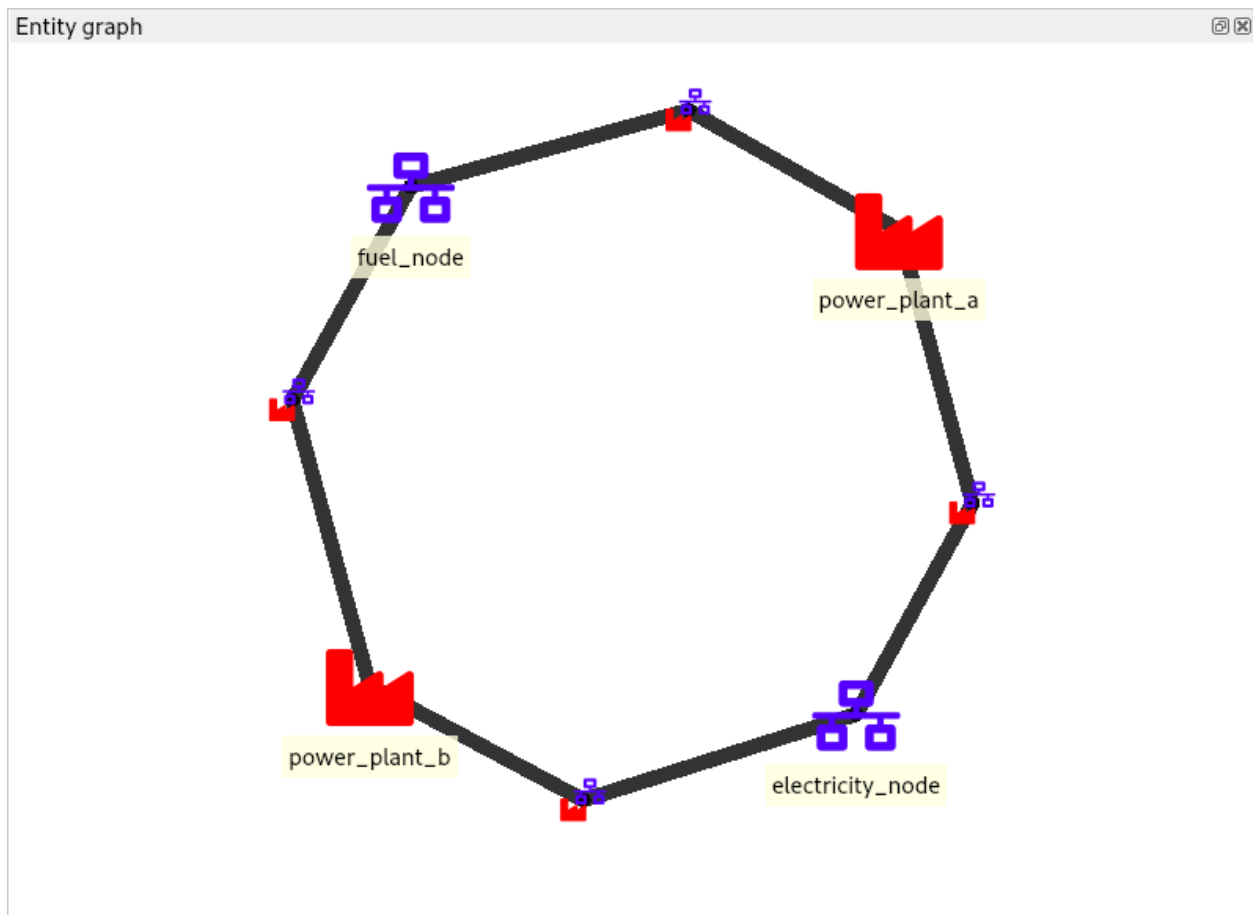 Entity graph
fuel_node
power_plant_a
power_plant_b
electricity_node